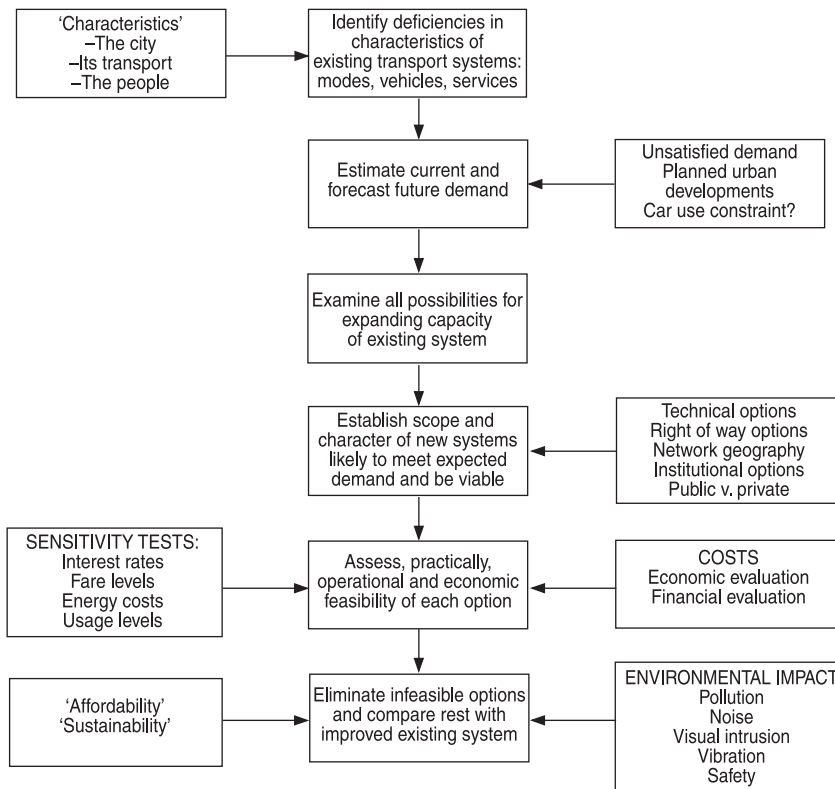 ‘Characteristics’
–The city
–Its transport
–The people
Identify deficiencies in
characteristics of
existing transport systems:
modes, vehicles, services
Estimate current and
forecast future demand
Unsatisfied demand
Planned urban
developments
Car use constraint?
Examine all possibilities for
expanding capacity
of existing system
Establish scope and
character of new systems
likely to meet expected
demand and be viable
Technical options
Right of way options
Network geography
Institutional options
Public v. private
SENSITIVITY TESTS:
Interest rates
Fare levels
Energy costs
Usage levels
Assess, practically,
operational and economic
feasibility of each option
COSTS
Economic evaluation
Financial evaluation
‘Affordability’
‘Sustainability’
Eliminate infeasible options
and compare rest with
improved existing system
ENVIRONMENTAL IMPACT
Pollution
Noise
Visual intrusion
Vibration
Safety